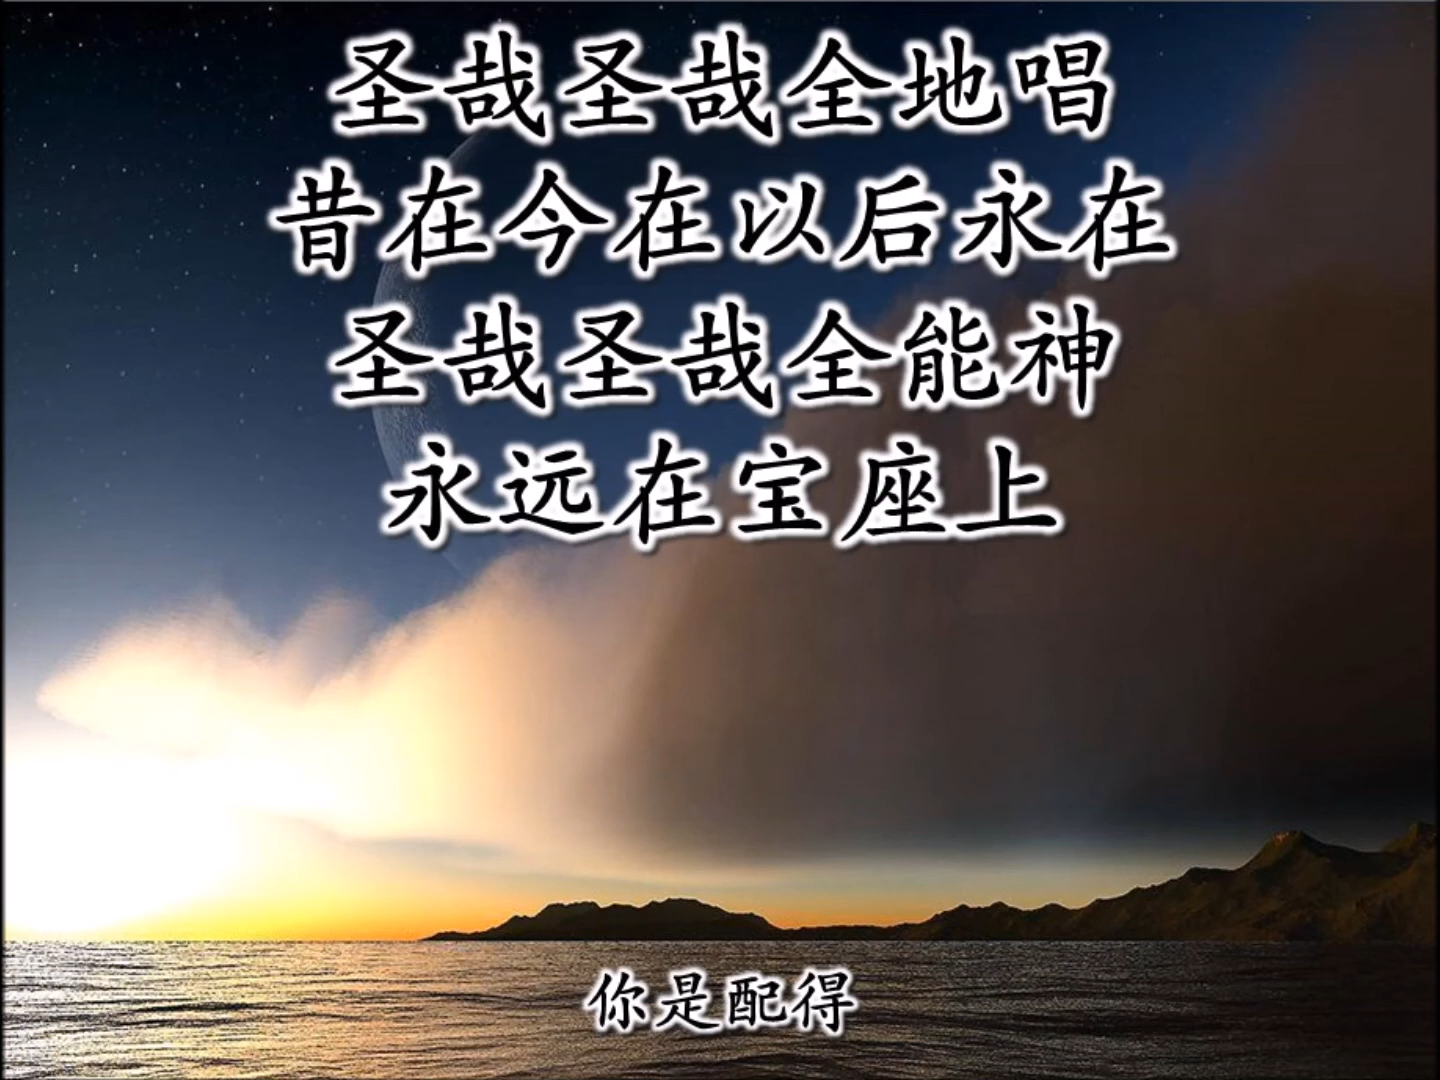 圣哉圣哉全地唱
昔在今在以后永在
圣哉圣哉全能神
永远在宝座上
你是配得